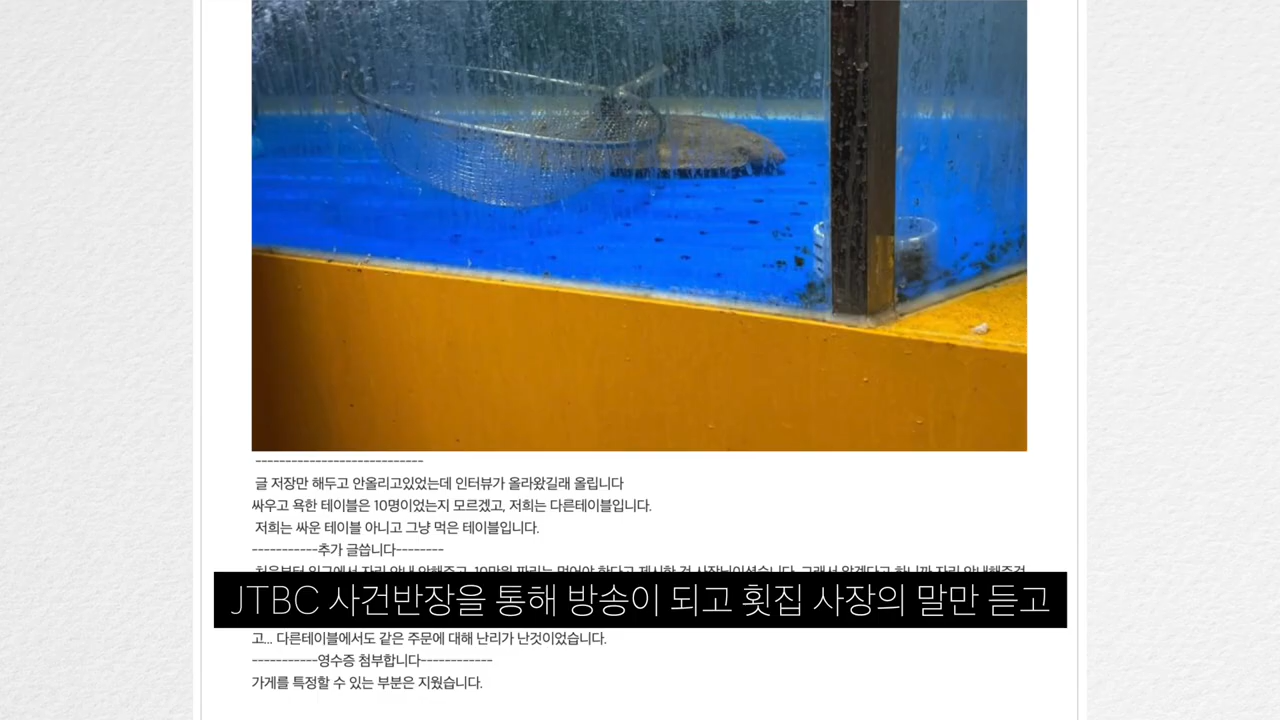 ----------------------------
글 저장만 해두고 안올리고있었는데 인터뷰가 올라왔길래 올립니다
싸우고 욕한 테이블은 10명이었는지 모르겠고, 저희는 다른테이블입니다.
저희는 싸운 테이블 아니고 그냥 먹은 테이블입니다.
-----------추가 글씁니다--------
JTBC 사건반장을 통해 방송이 되고 횟집 사장의 말만 듣고
고... 다른테이블에서도 같은 주문에 대해 난리가 난것이었습니다.
-----------영수증 첨부합니다------------
가게를 특정할 수 있는 부분은 지웠습니다.